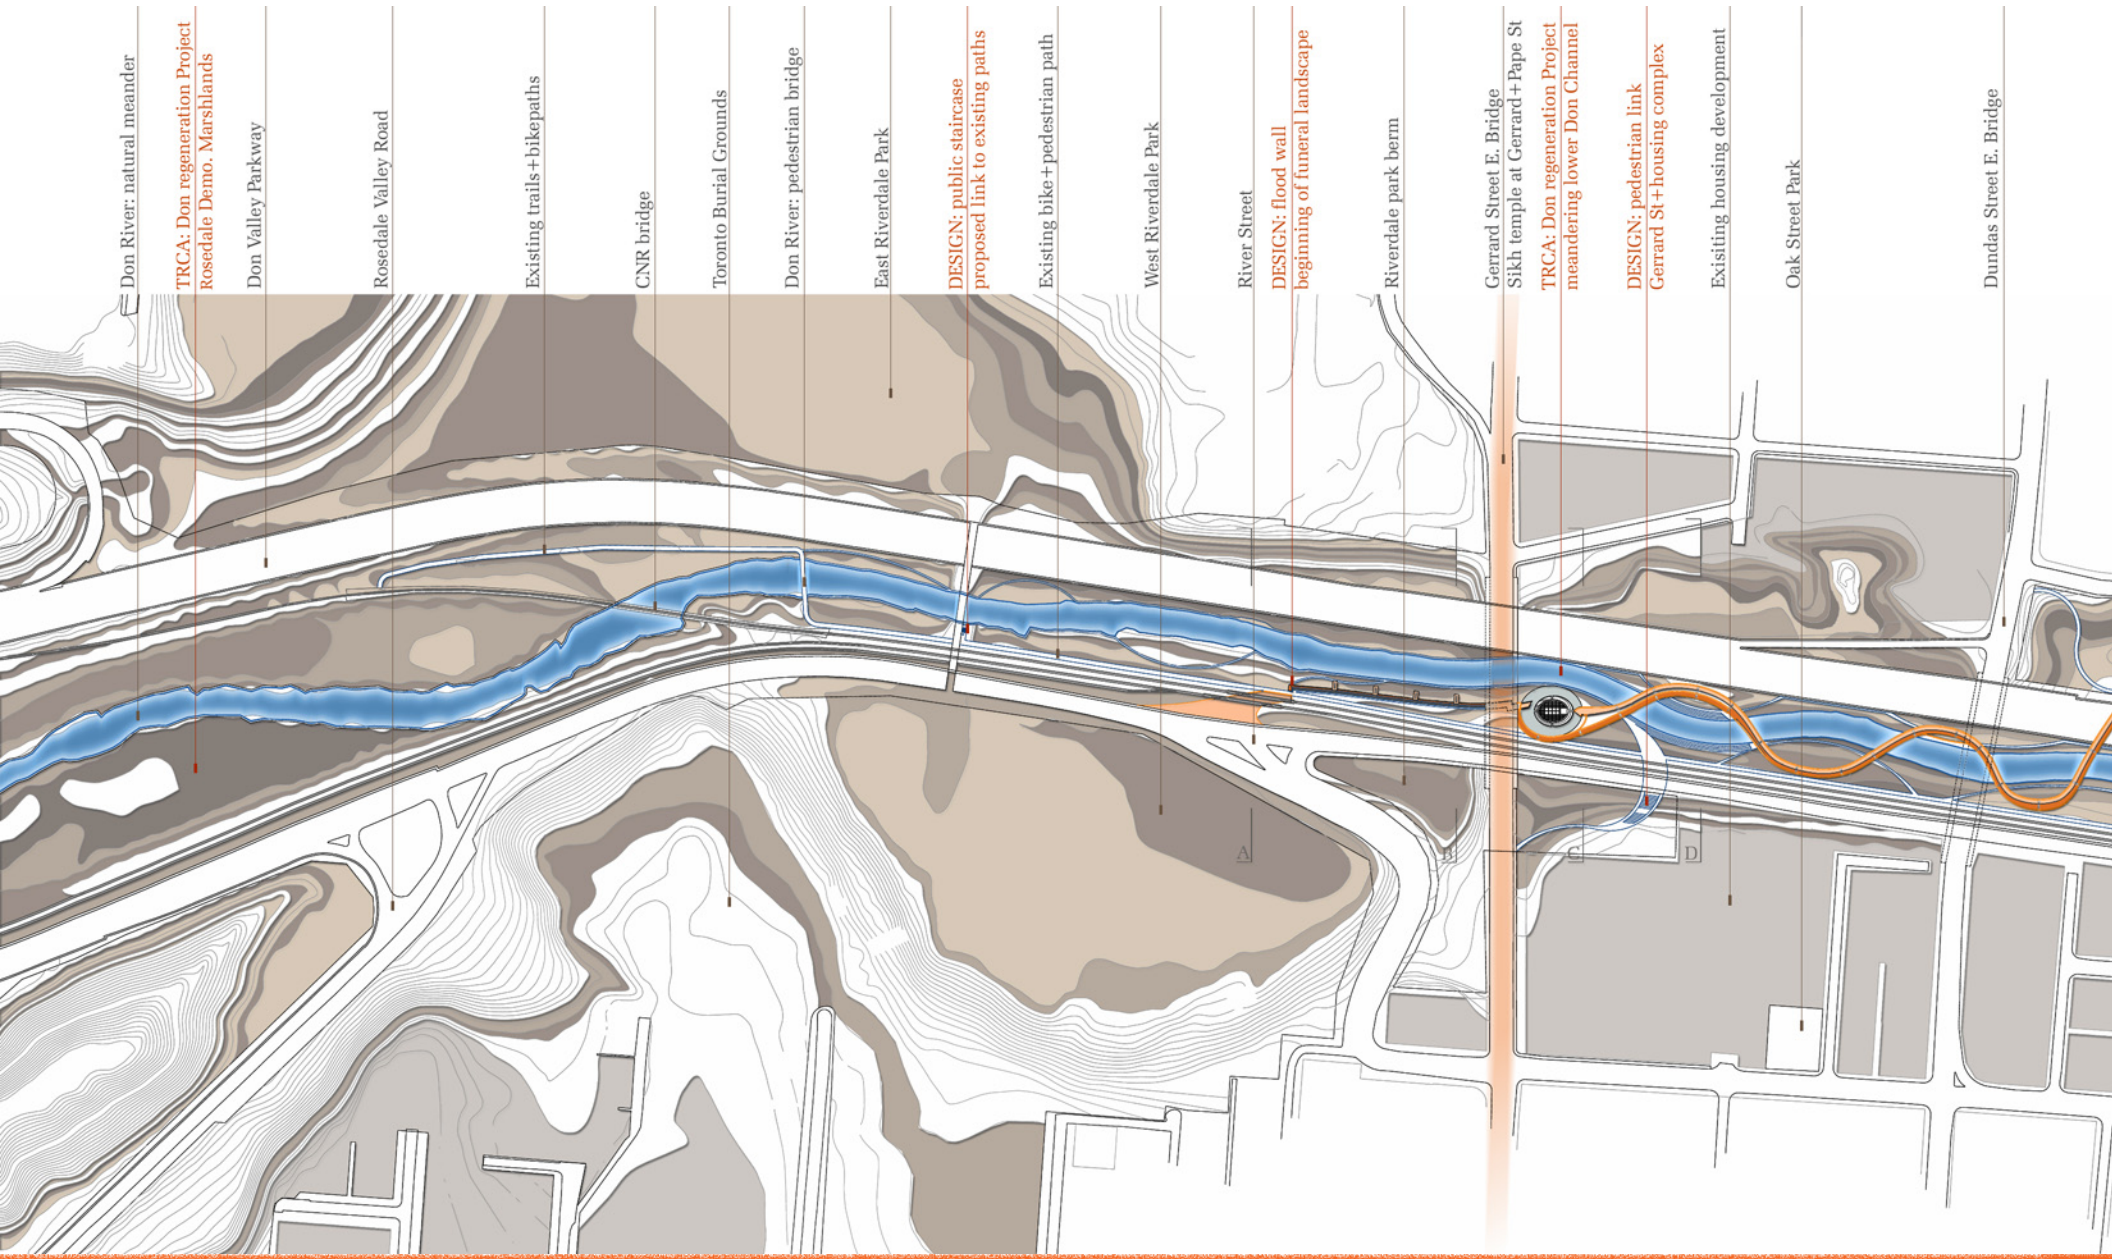 Don River: natural meander
TRCA: Don regeneration Project
Rosedale Demo. Marshlands
Don Valley Parkway
Rosedale Valley Road
Existing trails+bikepaths
CNR bridge
Toronto Burial Grounds
Don River: pedestrian bridge
East Riverdale Park
DESIGN: public staircase
proposed link to existing paths
Existing bike+pedestrian path
West Riverdale Park
River Street
DESIGN: flood wall
beginning of funeral landscape
Riverdale park berm
Gerrard Street E. Bridge
Sikh temple at Gerrard+Pape St
TRCA: Don regeneration Project
meandering lower Don Channel
DESIGN: pedestrian link
Gerrard St+housing complex
Exisiting housing development
Oak Street Park
Dundas Street E. Bridge
A
B
C
D